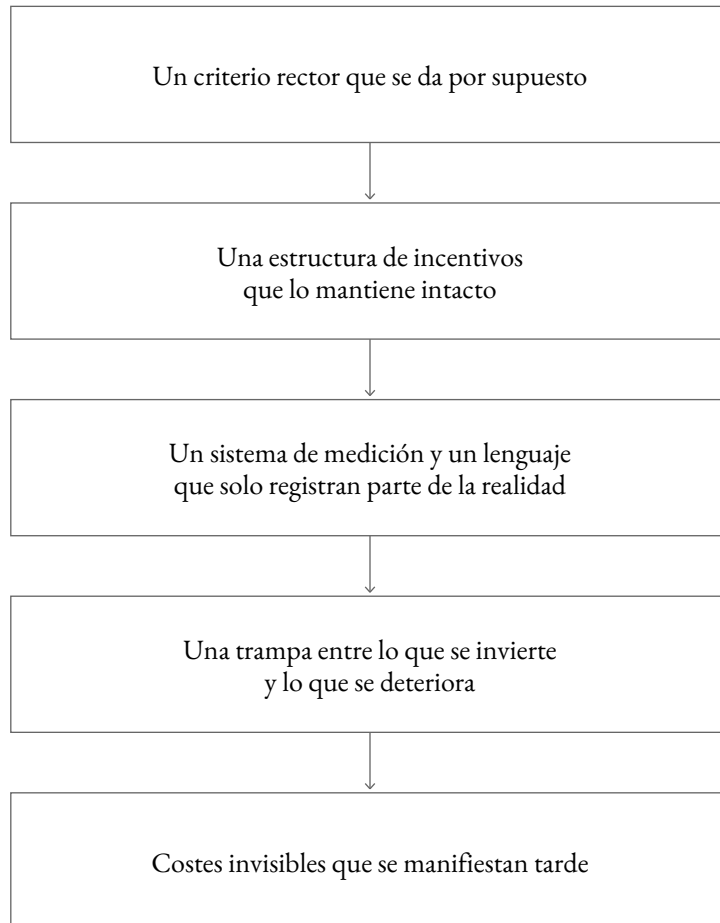 Un criterio rector que se da por supuesto
Una estructura de incentivos
que lo mantiene intacto
Un sistema de medición y un lenguaje
que solo registran parte de la realidad
Una trampa entre lo que se invierte
y lo que se deteriora
Costes invisibles que se manifiestan tarde